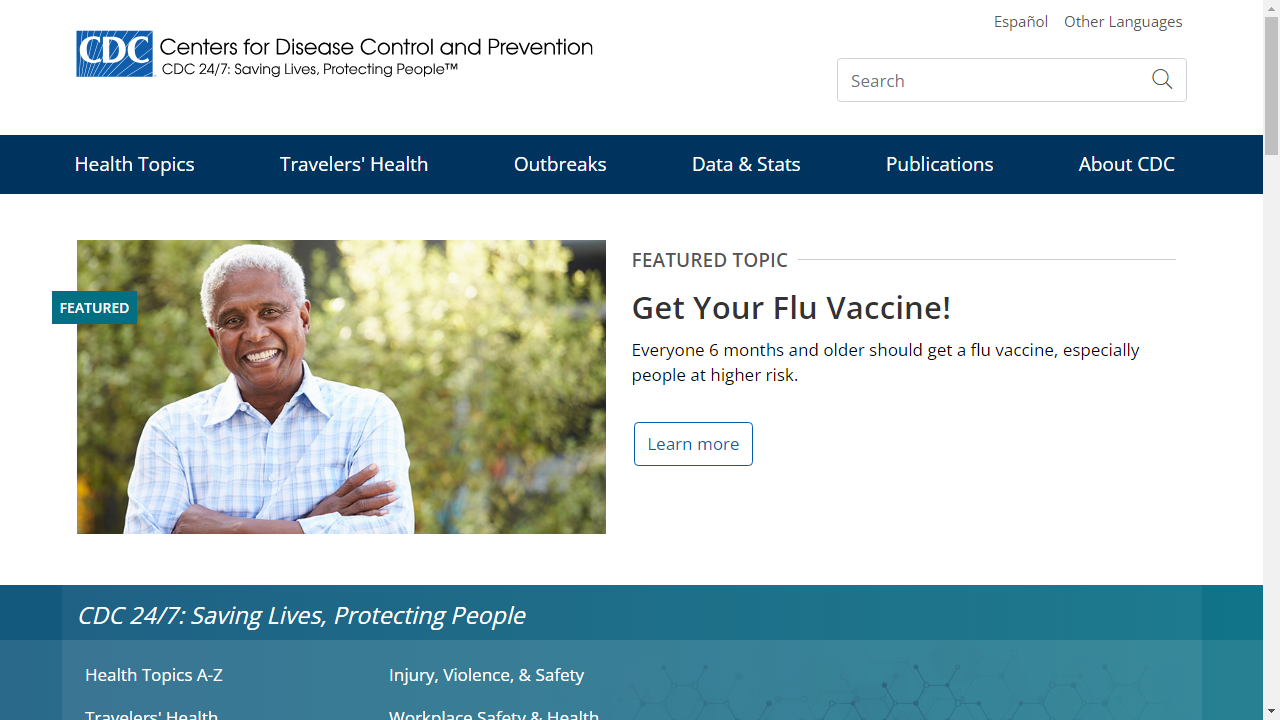 Español Other Languages
CDC Centers for Disease Control and Prevention
CDC 24/7: Saving Lives, Protecting People™
Search
Health Topics Travelers' Health Outbreaks Data & Stats Publications About CDC
FEATURED
FEATURED TOPIC
Get Your Flu Vaccine!
Everyone 6 months and older should get a flu vaccine, especially
people at higher risk.
Learn more
CDC 24/7: Saving Lives, Protecting People
Health Topics A-Z Injury, Violence, & Safety
Travelers' Health Workplace Safety & Health